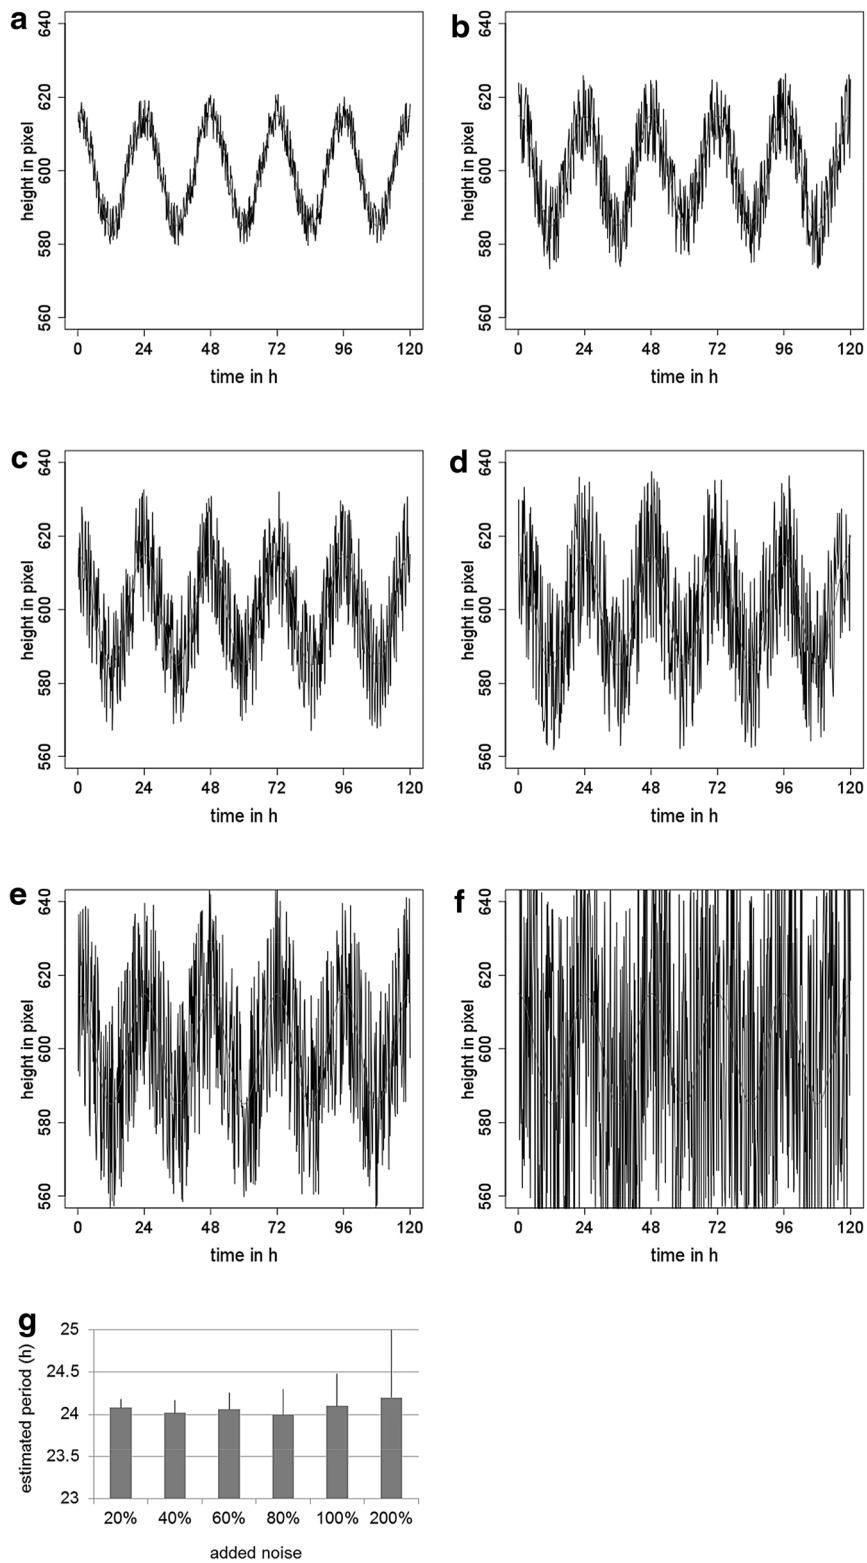 a
640
620
600
580
560
height in pixel
0 24 48 72 96 120
time in h
b
640
620
600
580
560
height in pixel
0 24 48 72 96 120
time in h
c
640
620
600
580
560
height in pixel
0 24 48 72 96 120
time in h
d
640
620
600
580
560
height in pixel
0 24 48 72 96 120
time in h
e
640
620
600
580
560
height in pixel
0 24 48 72 96 120
time in h
f
640
620
600
580
560
height in pixel
0 24 48 72 96 120
time in h
g
25
24.5
24
23.5
23
estimated period (h)
20% 40% 60% 80% 100% 200%
added noise